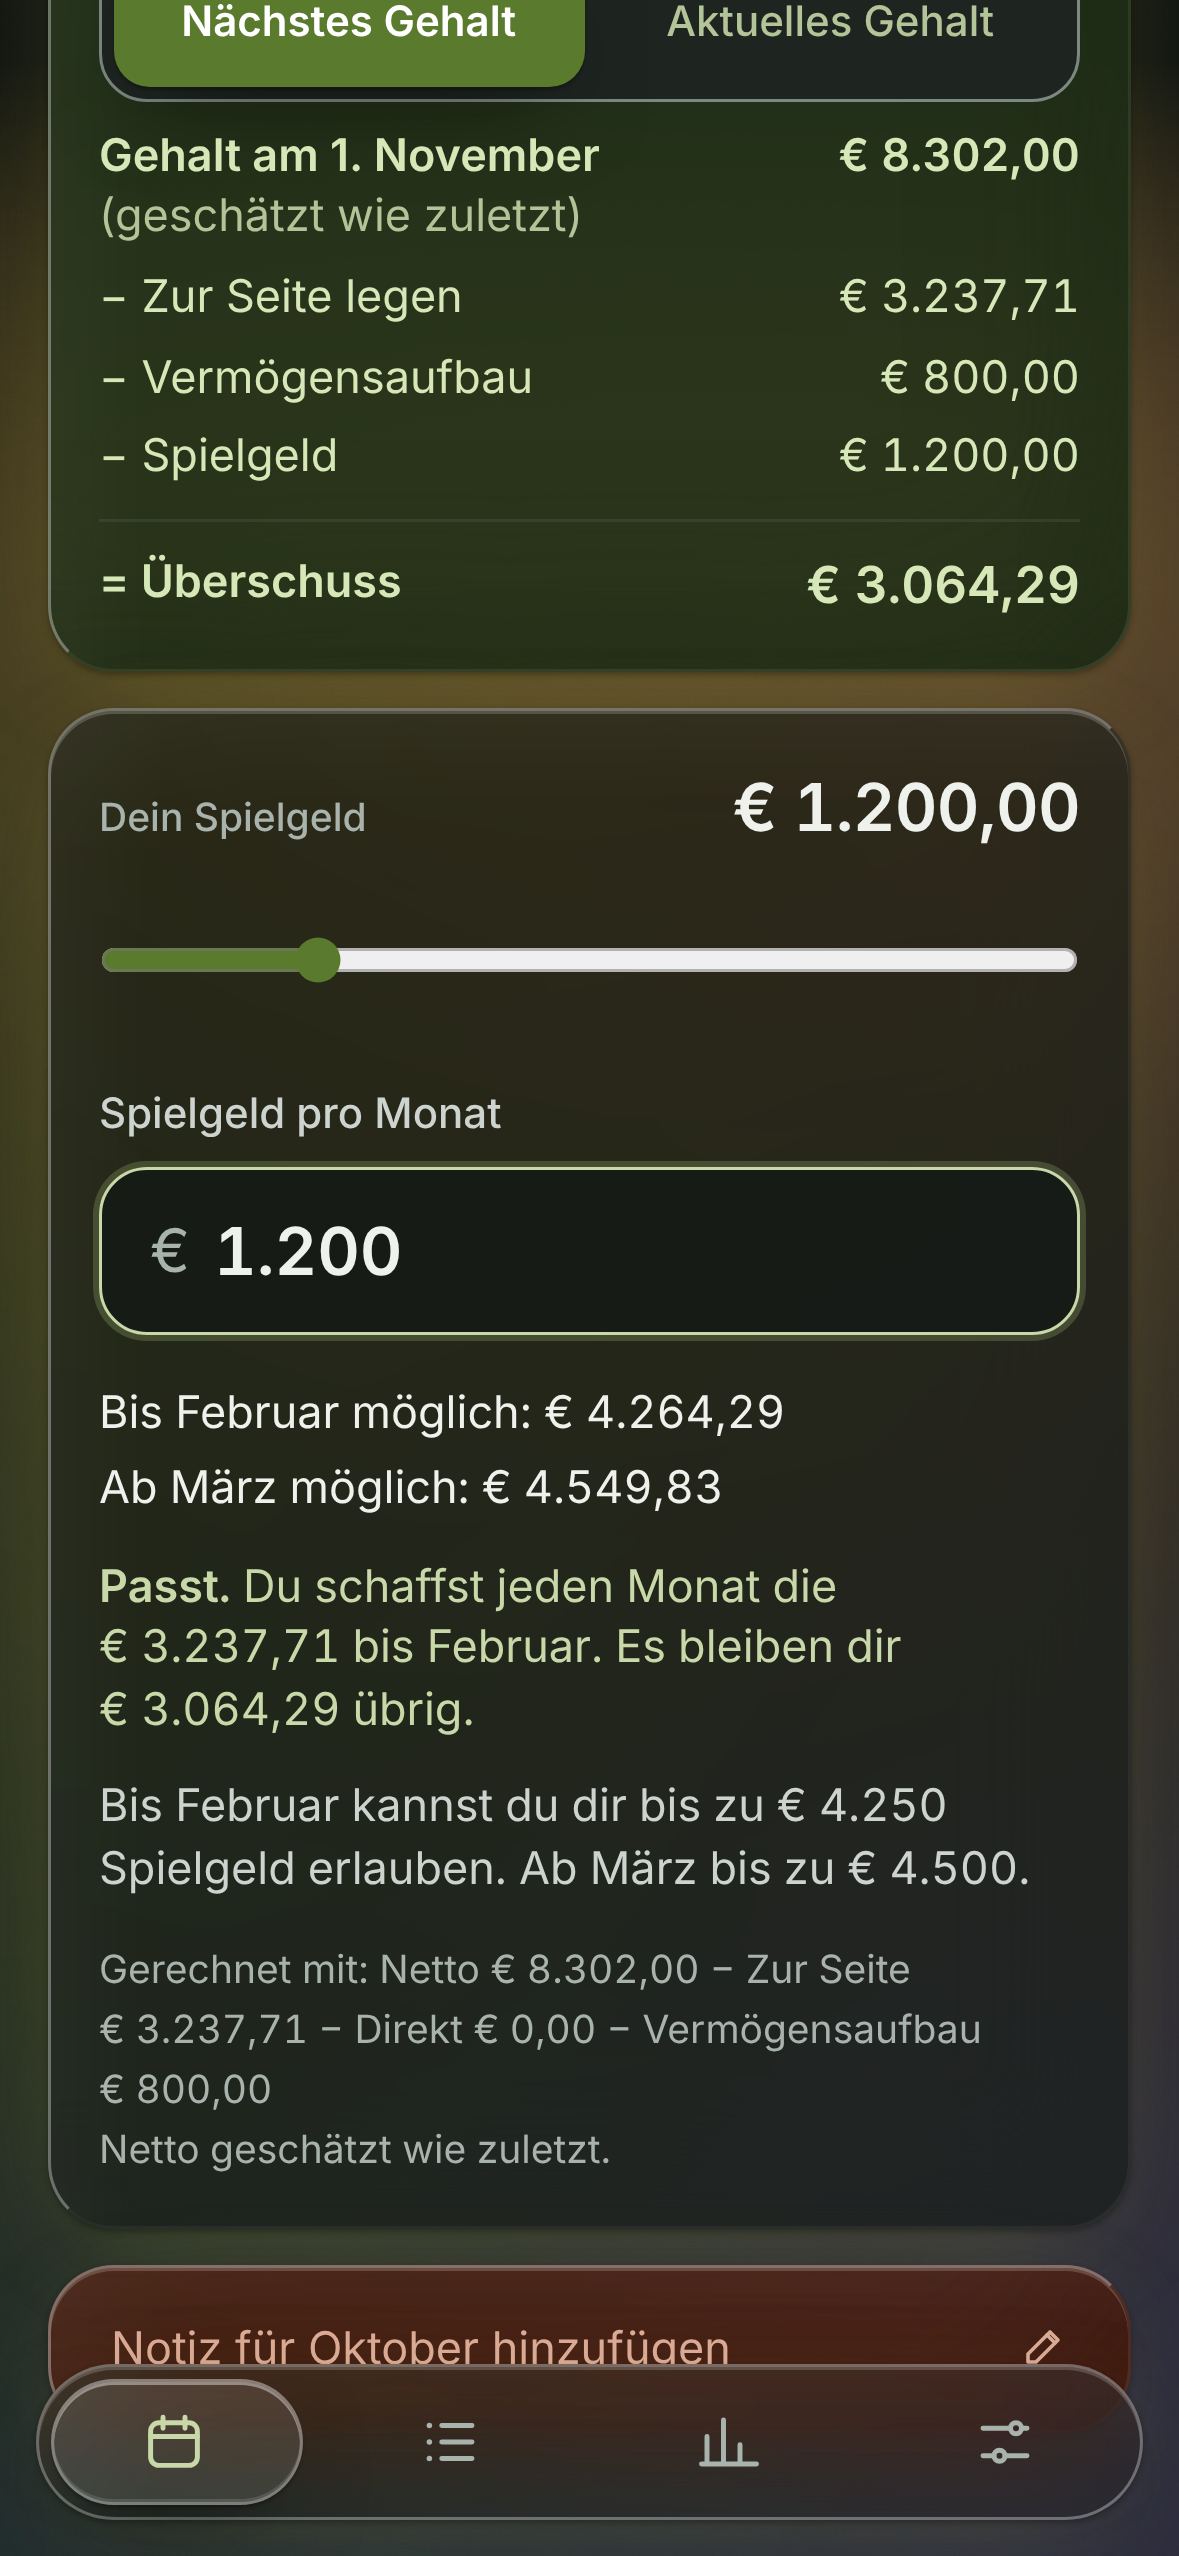 Nächstes Gehalt
Aktuelles Gehalt
Gehalt am 1. November € 8.302,00
(geschätzt wie zuletzt)
– Zur Seite legen € 3.237,71
– Vermögensaufbau € 800,00
– Spielgeld € 1.200,00
= Überschuss € 3.064,29
Dein Spielgeld € 1.200,00
Spielgeld pro Monat
€ 1.200
Bis Februar möglich: € 4.264,29
Ab März möglich: € 4.549,83
Passt. Du schaffst jeden Monat die
€ 3.237,71 bis Februar. Es bleiben dir
€ 3.064,29 übrig.
Bis Februar kannst du dir bis zu € 4.250
Spielgeld erlauben. Ab März bis zu € 4.500.
Gerechnet mit: Netto € 8.302,00 – Zur Seite
€ 3.237,71 – Direkt € 0,00 – Vermögensaufbau
€ 800,00
Netto geschätzt wie zuletzt.
Notiz für Oktober hinzufügen